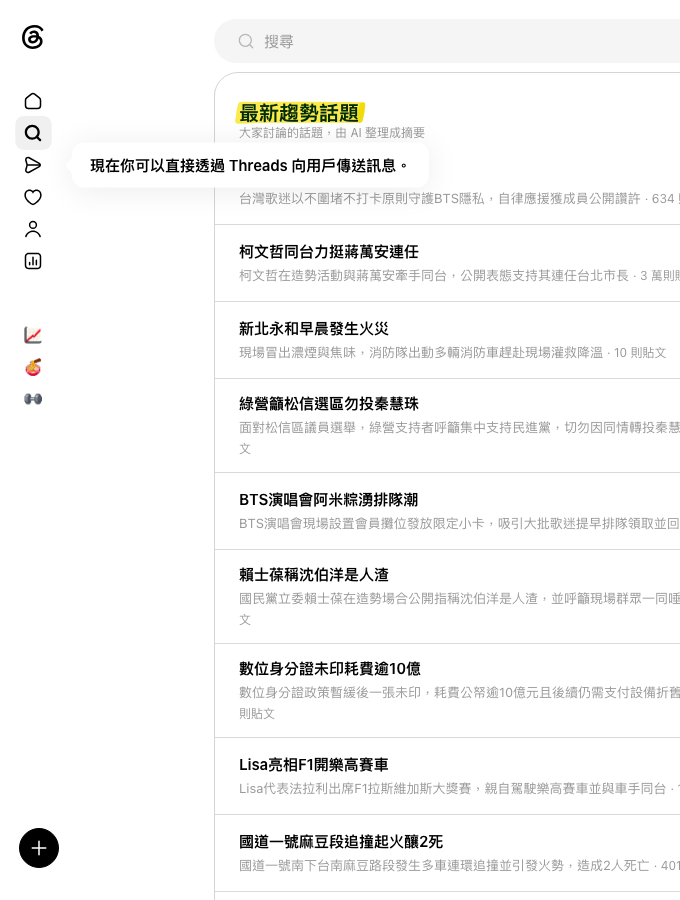 搜尋
最新趨勢話題
大家討論的話題，由 AI 整理成摘要
現在你可以直接透過 Threads 向用戶傳送訊息。
台灣歌迷以不圍堵不打卡原則守護BTS隱私，自律應援獲成員公開讚許 · 634
柯文哲同台力挺蔣萬安連任
柯文哲在造勢活動與蔣萬安牽手同台，公開表態支持其連任台北市長 · 3 萬則
新北永和早晨發生火災
現場冒出濃煙與焦味，消防隊出動多輛消防車趕赴現場灌救降溫 · 10 則貼文
綠營籲松信選區勿投秦慧珠
面對松信區議員選舉，綠營支持者呼籲集中支持民進黨，切勿因同情轉投秦慧
文
BTS演唱會阿米粽湧排隊潮
BTS演唱會現場設置會員攤位發放限定小卡，吸引大批歌迷提早排隊領取並回
賴士葆稱沈伯洋是人渣
國民黨立委賴士葆在造勢場合公開指稱沈伯洋是人渣，並呼籲現場群眾一同唾
文
數位身分證未印耗費逾10億
數位身分證政策暫緩後一張未印，耗費公帑逾10億元且後續仍需支付設備折舊
則貼文
Lisa亮相F1開樂高賽車
Lisa代表法拉利出席F1拉斯維加斯大獎賽，親自駕駛樂高賽車並與車手同台 ·
國道一號麻豆段追撞起火釀2死
國道一號南下台南麻豆路段發生多車連環追撞並引發火勢，造成2人死亡 · 401